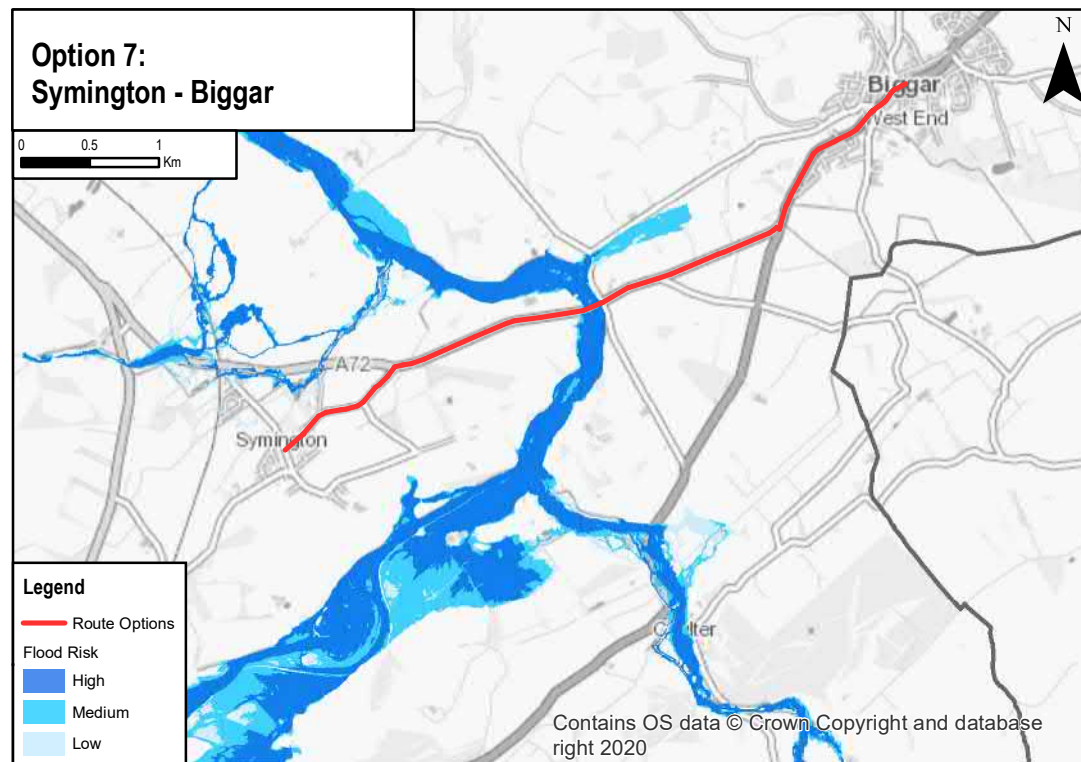 Option 7:
Symington - Biggar
N
0 0.5 1
Km
Biggar
West End
A72
Symington
Legend
Route Options
Flood Risk
High
Medium
Low
Contains OS data © Crown Copyright and database
right 2020